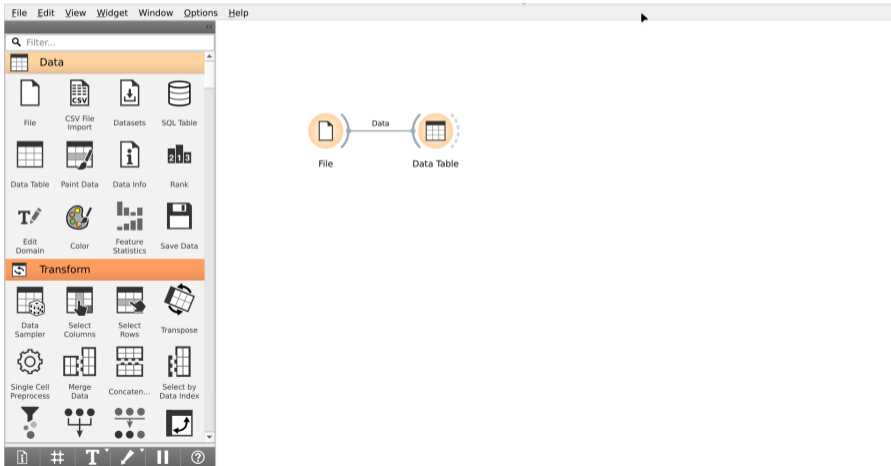 File Edit View Widget Window Options Help
Filter...
Data
File
CSV
CSV File
Import
Datasets
SQL Table
Data Table
Paint Data
Data Info
Rank
Edit
Domain
Color
Feature
Statistics
Save Data
Transform
Data
Sampler
Select
Columns
Select
Rows
Transpose
Single Cell
Preprocess
Merge
Data
Concaten...
Select by
Data Index
Data
File
Data Table